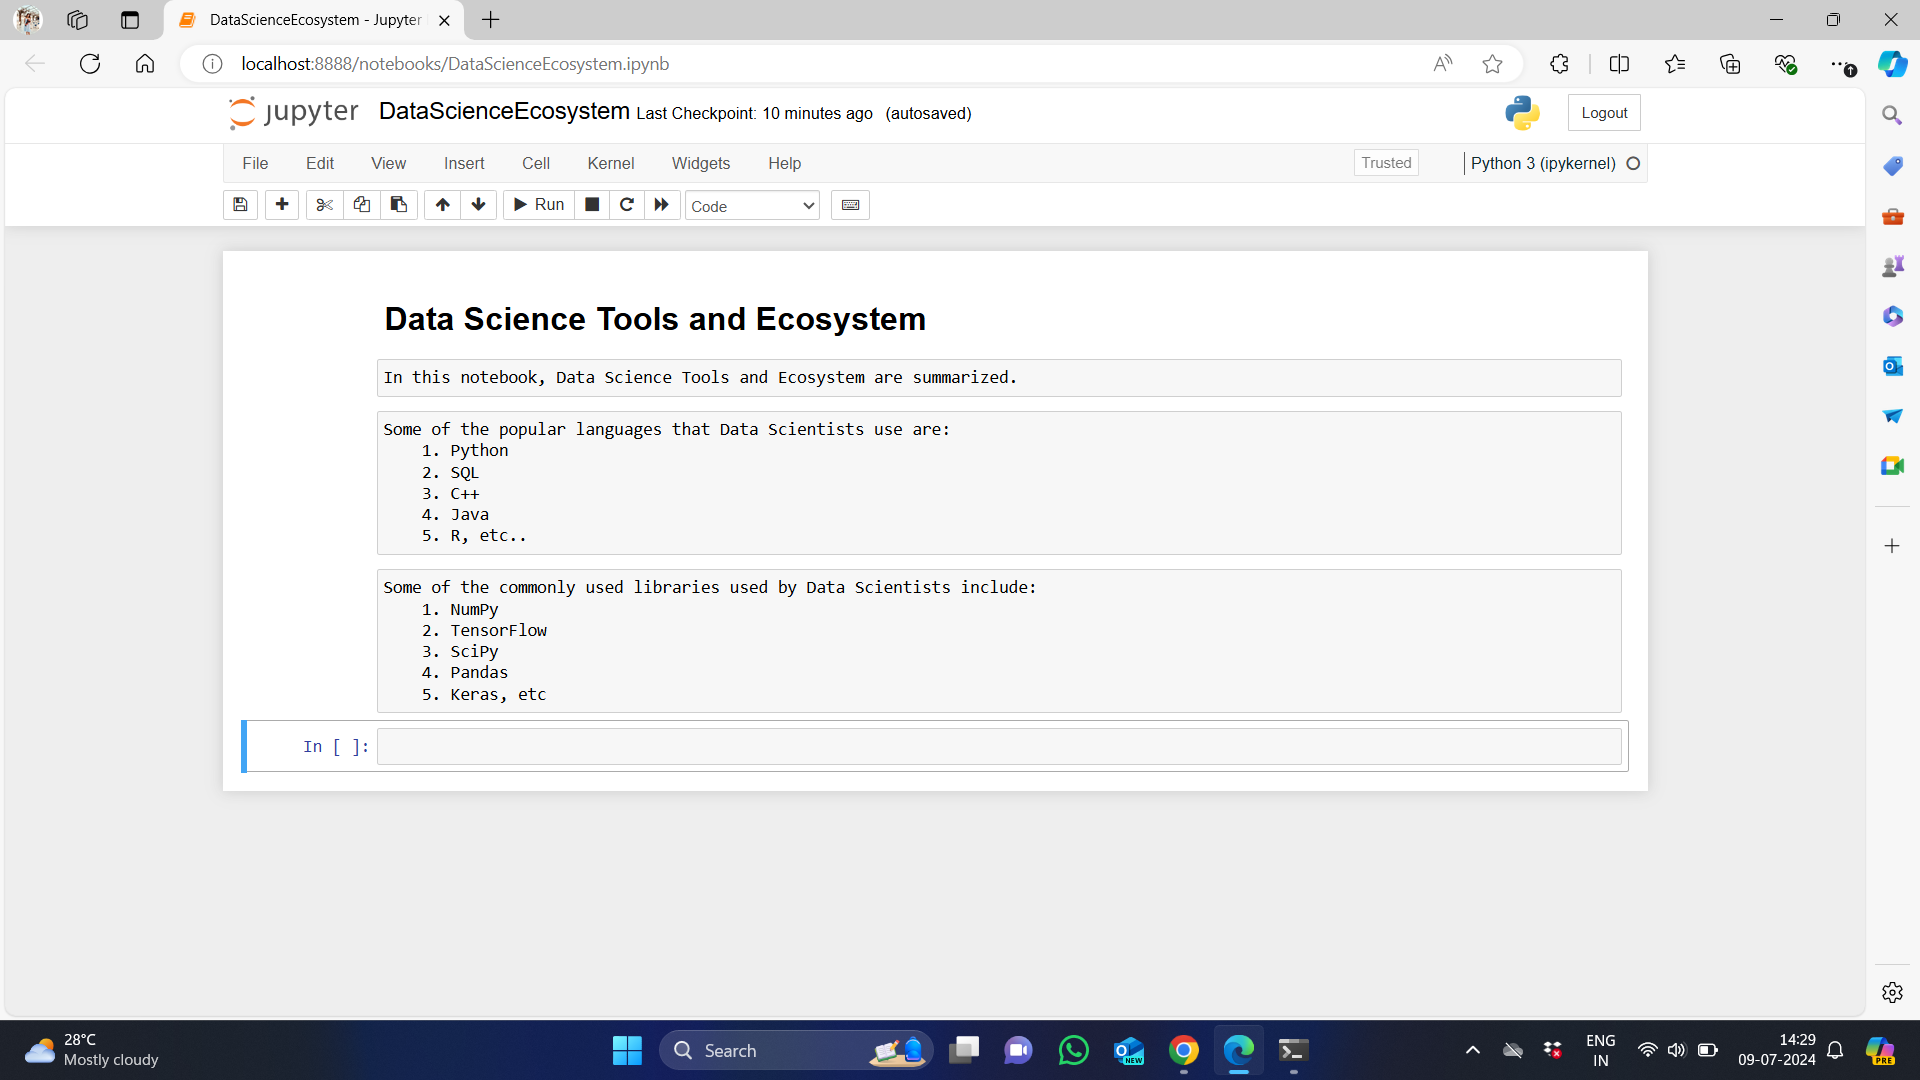 DataScienceEcosystem - Jupyter
localhost:8888/notebooks/DataScienceEcosystem.ipynb
jupyter DataScienceEcosystem Last Checkpoint: 10 minutes ago (autosaved)
Logout
File Edit View Insert Cell Kernel Widgets Help
Trusted
Python 3 (ipykernel)
Run
Code
Data Science Tools and Ecosystem
In this notebook, Data Science Tools and Ecosystem are summarized.
Some of the popular languages that Data Scientists use are:
1. Python
2. SQL
3. C++
4. Java
5. R, etc..
Some of the commonly used libraries used by Data Scientists include:
1. NumPy
2. TensorFlow
3. SciPy
4. Pandas
5. Keras, etc
In [ ]:
28°C
Mostly cloudy
Search
NEW
ENG
IN
14:29
09-07-2024
PRE